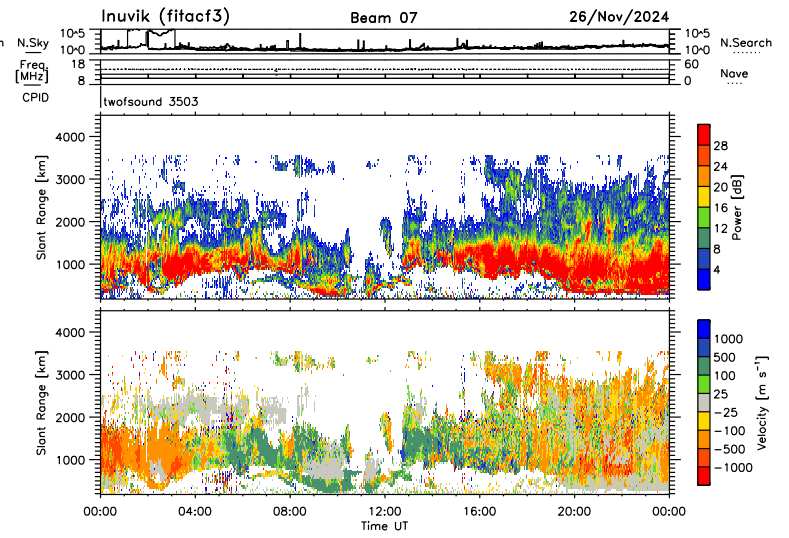 Inuvik (fitacf3) Beam 07 26/Nov/2024
n N.Sky 10^5 10^0 10^5 10^0 N.Search
Freq. [MHz] 18 8 60 0 Nave
CPID twofsound 3503
Slant Range [km] 4000 3000 2000 1000
Power [dB] 28 24 20 16 12 8 4
Slant Range [km] 4000 3000 2000 1000
Velocity [m s⁻¹] 1000 500 100 25 −25 −100 −500 −1000
00:00 04:00 08:00 12:00 16:00 20:00 00:00
Time UT